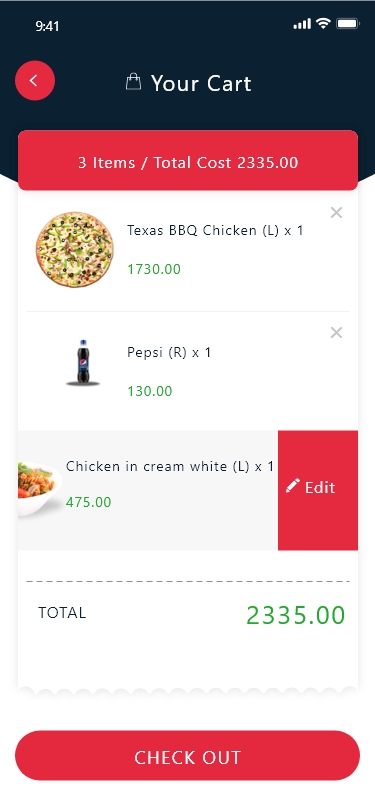 9:41
Your Cart
3 Items / Total Cost 2335.00
Texas BBQ Chicken (L) x 1
1730.00
Pepsi (R) x 1
130.00
Chicken in cream white (L) x 1
475.00
Edit
TOTAL 2335.00
CHECK OUT